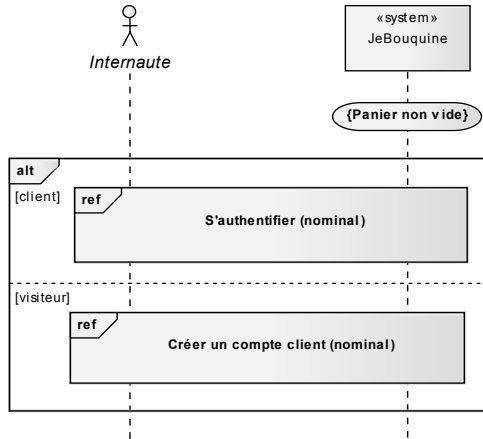 «system»
Internaute
JeBouquine
{Panier non vide}
alt
[client]
ref
S'authentifier (nominal)
[visiteur]
ref
Créer un compte client (nominal)